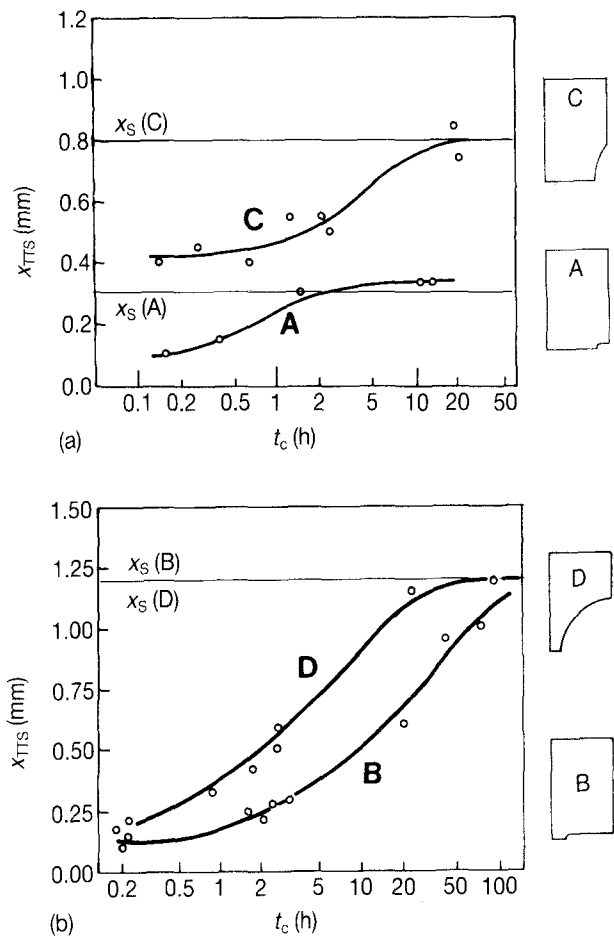 1.2
1.0
0.8
0.6
0.4
0.2
0.0
x_TTS (mm)
x_S (C)
C
x_S (A)
A
0.1 0.2 0.5 1 2 5 10 20 50
t_c (h)
(a)
C
A
1.50
1.25
1.00
0.75
0.50
0.25
0.00
x_TTS (mm)
x_S (B)
x_S (D)
D
B
0.2 0.5 1 2 5 10 20 50 100
t_c (h)
(b)
D
B